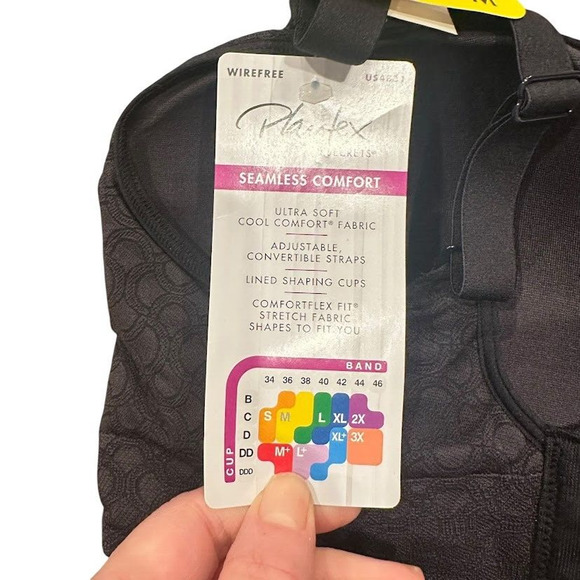 M
WIREFREE
Playtex
SECRETS®
SEAMLESS COMFORT
ULTRA SOFT
COOL COMFORT® FABRIC
ADJUSTABLE,
CONVERTIBLE STRAPS
LINED SHAPING CUPS
COMFORTFLEX FIT®
STRETCH FABRIC
SHAPES TO FIT YOU
BAND
34 36 38 40 42 44 46
B
C S M L XL 2X
D XL+ 3X
DD M+ L+
DDD
CUP